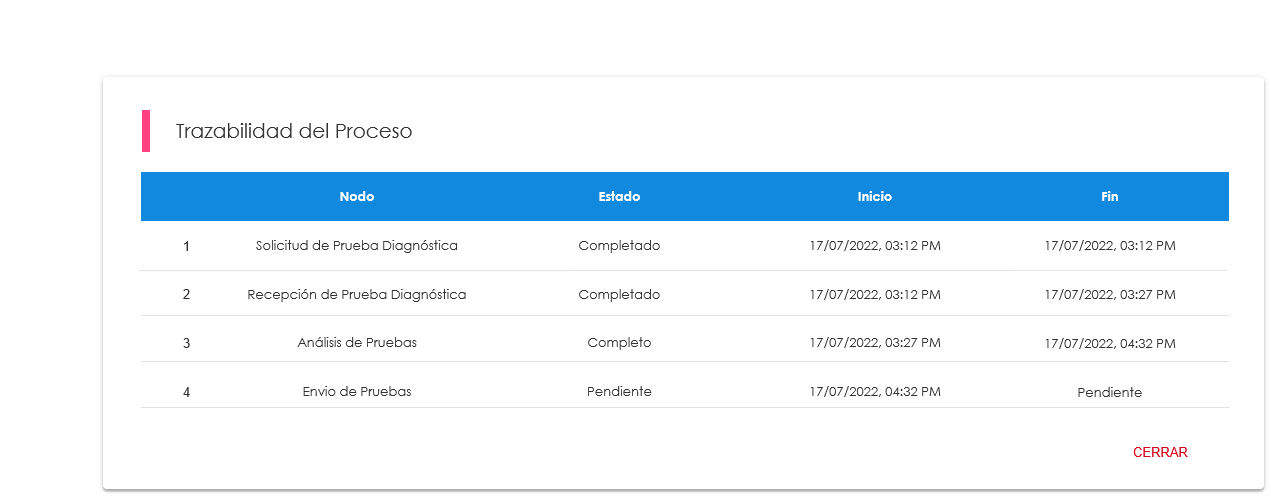 Trazabilidad del Proceso
Nodo Estado Inicio Fin
1 Solicitud de Prueba Diagnóstica Completado 17/07/2022, 03:12 PM 17/07/2022, 03:12 PM
2 Recepción de Prueba Diagnóstica Completado 17/07/2022, 03:12 PM 17/07/2022, 03:27 PM
3 Análisis de Pruebas Completo 17/07/2022, 03:27 PM 17/07/2022, 04:32 PM
4 Envio de Pruebas Pendiente 17/07/2022, 04:32 PM Pendiente
CERRAR